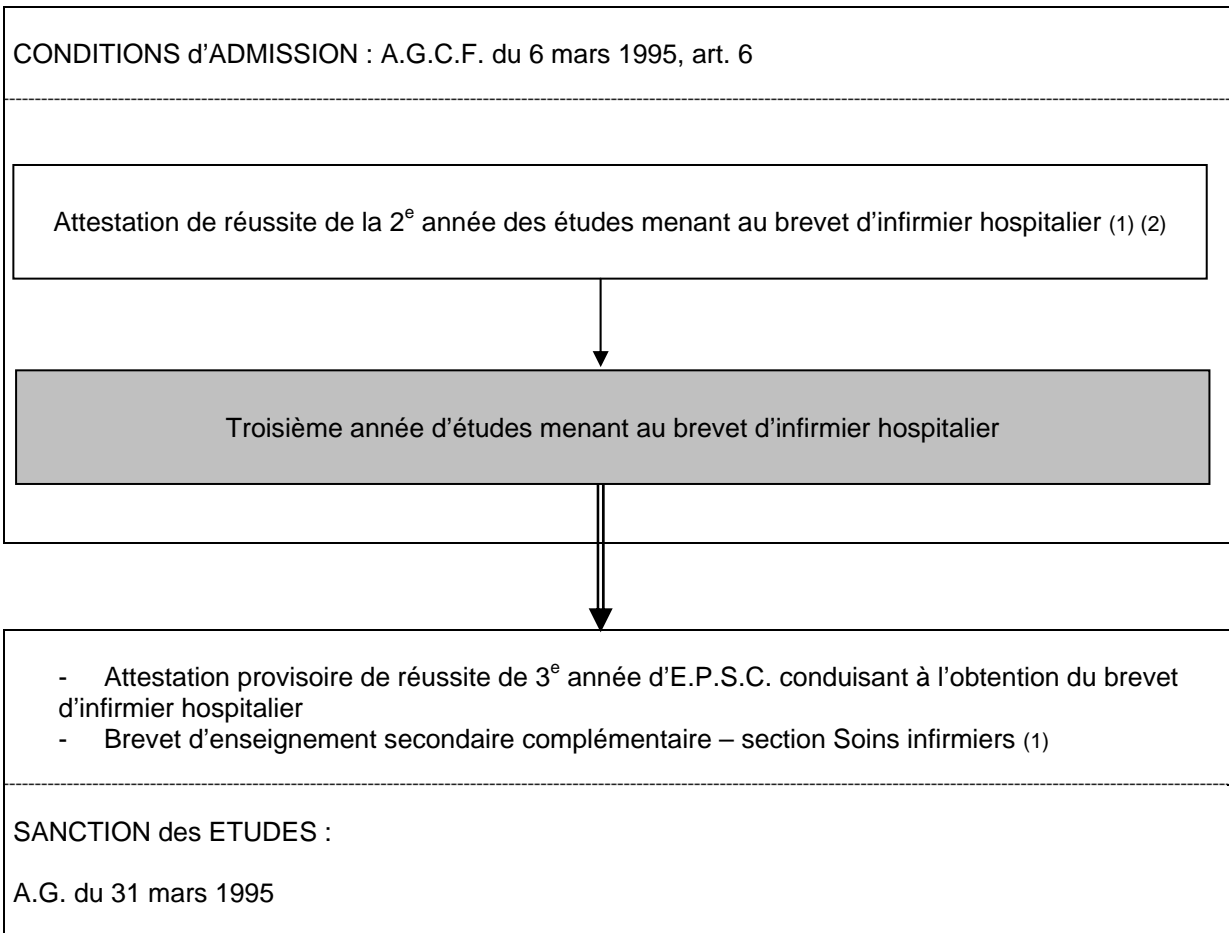 CONDITIONS d'ADMISSION : A.G.C.F. du 6 mars 1995, art. 6
Attestation de réussite de la 2e année des études menant au brevet d'infirmier hospitalier (1) (2)
Troisième année d'études menant au brevet d'infirmier hospitalier
- Attestation provisoire de réussite de 3e année d'E.P.S.C. conduisant à l'obtention du brevet
d'infirmier hospitalier
- Brevet d'enseignement secondaire complémentaire – section Soins infirmiers (1)
SANCTION des ETUDES :
A.G. du 31 mars 1995